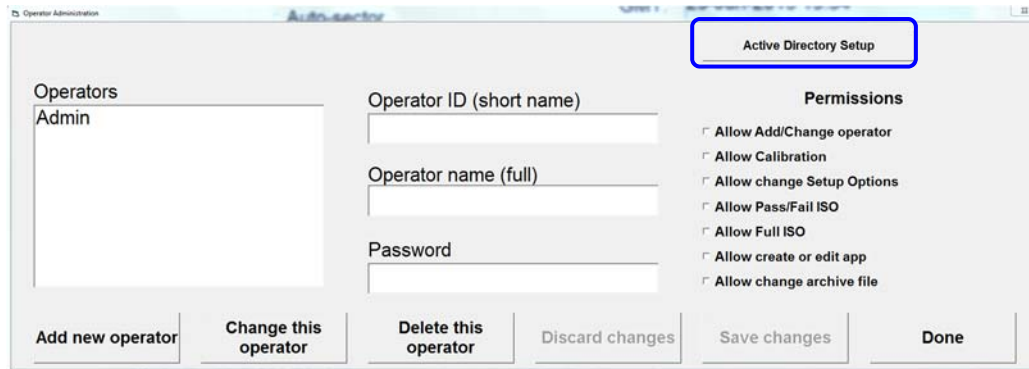 Operator Administration
Auto-sector
Active Directory Setup
Operators
Admin
Operator ID (short name)
Operator name (full)
Password
Permissions
Allow Add/Change operator
Allow Calibration
Allow change Setup Options
Allow Pass/Fail ISO
Allow Full ISO
Allow create or edit app
Allow change archive file
Add new operator
Change this
operator
Delete this
operator
Discard changes
Save changes
Done